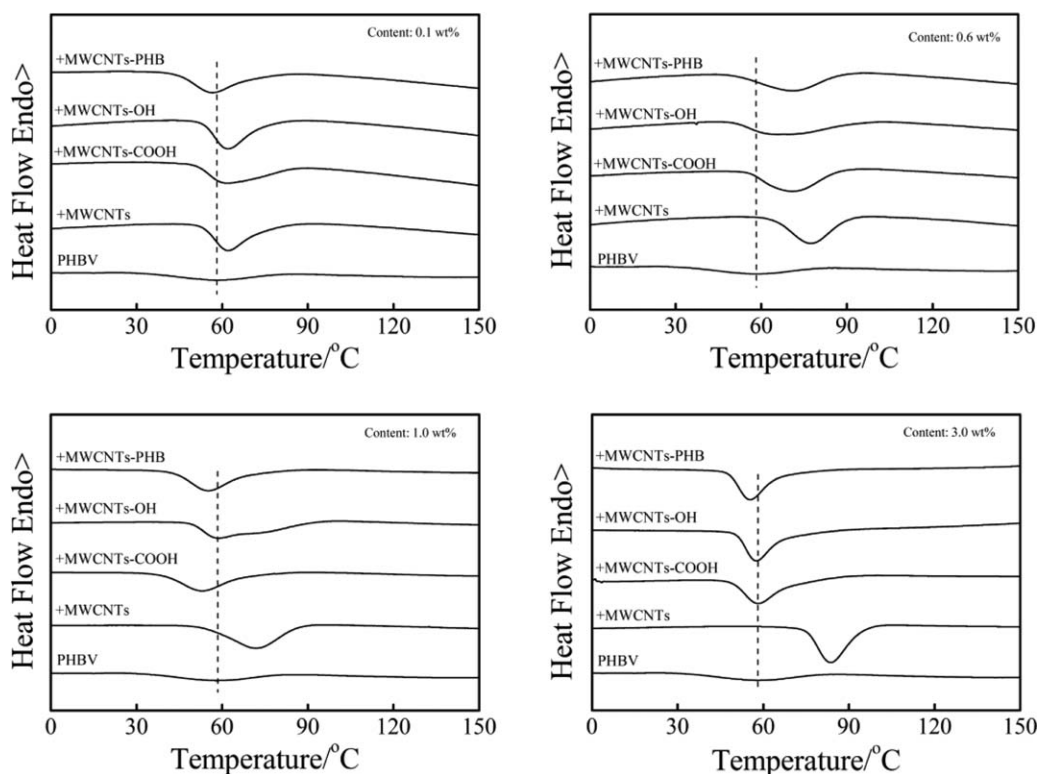 Content: 0.1 wt%
+MWCNTs-PHB
+MWCNTs-OH
+MWCNTs-COOH
+MWCNTs
PHBV
Heat Flow Endo>
0 30 60 90 120 150
Temperature/°C
Content: 0.6 wt%
+MWCNTs-PHB
+MWCNTs-OH
+MWCNTs-COOH
+MWCNTs
PHBV
Heat Flow Endo>
0 30 60 90 120 150
Temperature/°C
Content: 1.0 wt%
+MWCNTs-PHB
+MWCNTs-OH
+MWCNTs-COOH
+MWCNTs
PHBV
Heat Flow Endo>
0 30 60 90 120 150
Temperature/°C
Content: 3.0 wt%
+MWCNTs-PHB
+MWCNTs-OH
+MWCNTs-COOH
+MWCNTs
PHBV
Heat Flow Endo>
0 30 60 90 120 150
Temperature/°C